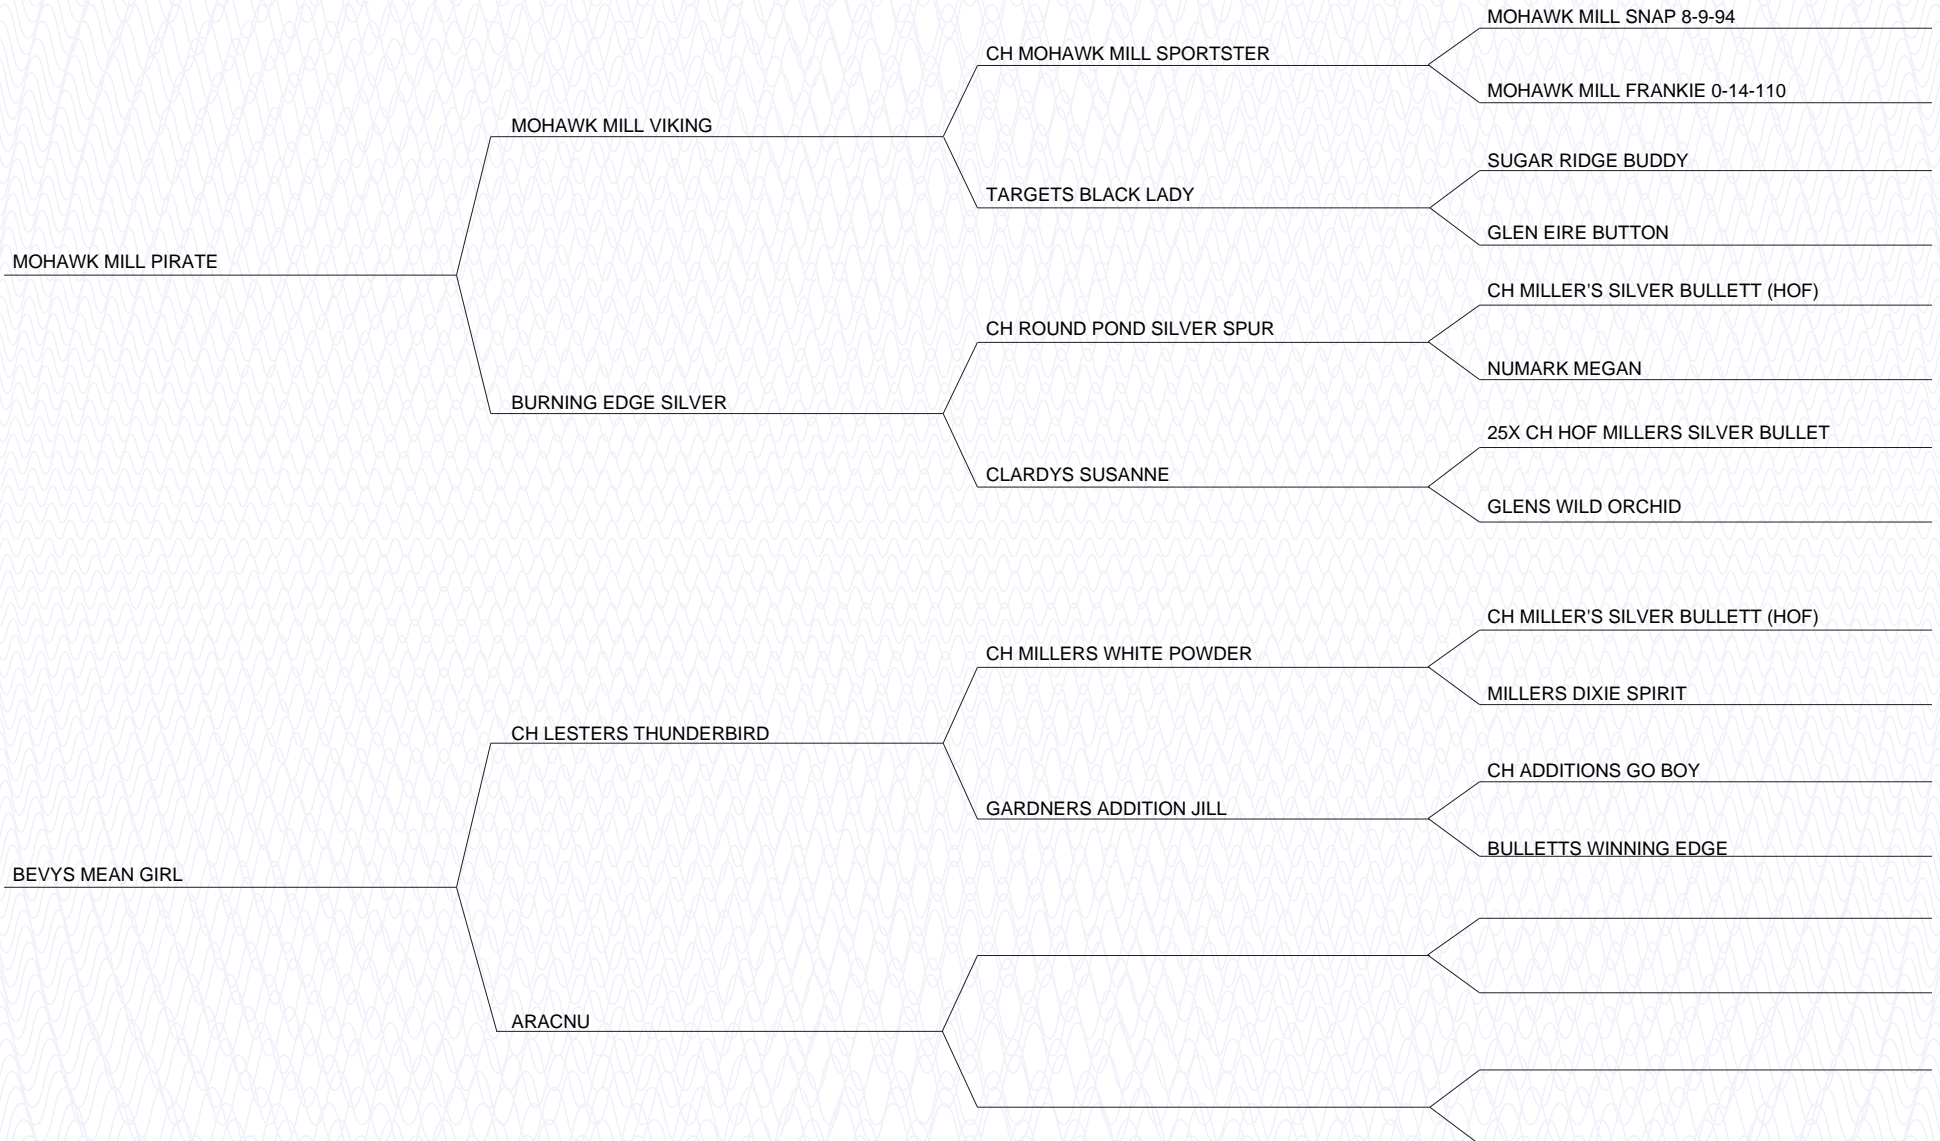 MOHAWK MILL SNAP 8-9-94
CH MOHAWK MILL SPORTSTER
MOHAWK MILL FRANKIE 0-14-110
MOHAWK MILL VIKING
SUGAR RIDGE BUDDY
TARGETS BLACK LADY
GLEN EIRE BUTTON
MOHAWK MILL PIRATE
CH MILLER'S SILVER BULLETT (HOF)
CH ROUND POND SILVER SPUR
NUMARK MEGAN
BURNING EDGE SILVER
25X CH HOF MILLERS SILVER BULLET
CLARDYS SUSANNE
GLENS WILD ORCHID
CH MILLER'S SILVER BULLETT (HOF)
CH MILLERS WHITE POWDER
MILLERS DIXIE SPIRIT
CH LESTERS THUNDERBIRD
CH ADDITIONS GO BOY
GARDNERS ADDITION JILL
BULLETTS WINNING EDGE
BEVYS MEAN GIRL
ARACNU